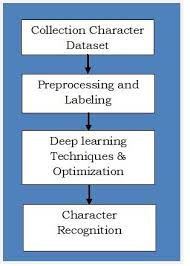 Collection Character
Dataset
Preprocessing and
Labeling
Deep learning
Techniques &
Optimization
Character
Recognition